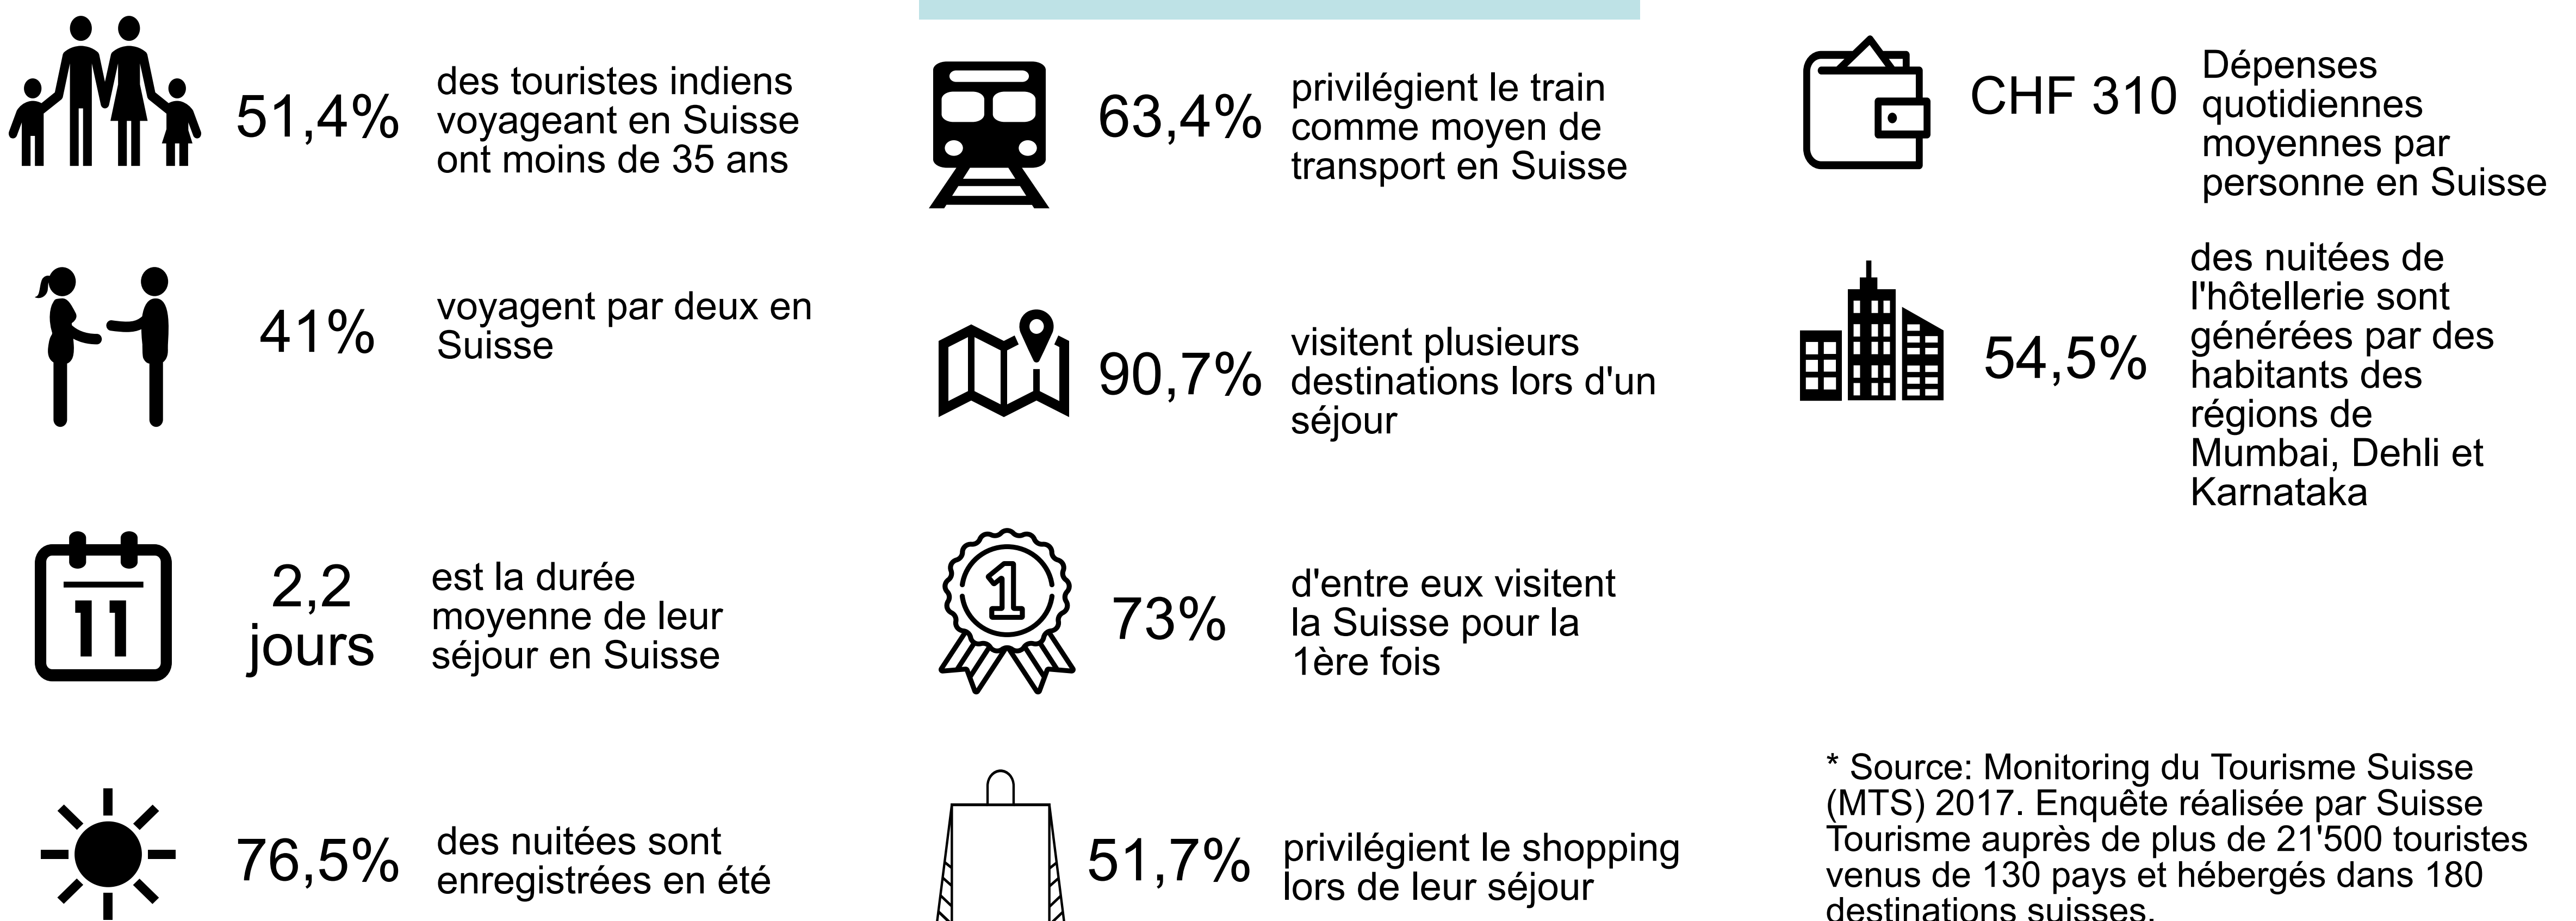 51,4%
des touristes indiens
voyageant en Suisse
ont moins de 35 ans
41%
voyagent par deux en
Suisse
11
2,2
jours
est la durée
moyenne de leur
séjour en Suisse
76,5%
des nuitées sont
enregistrées en été
63,4%
privilégient le train
comme moyen de
transport en Suisse
90,7%
visitent plusieurs
destinations lors d'un
séjour
1
73%
d'entre eux visitent
la Suisse pour la
1ère fois
51,7%
privilégient le shopping
lors de leur séjour
CHF 310
Dépenses
quotidiennes
moyennes par
personne en Suisse
54,5%
des nuitées de
l'hôtellerie sont
générées par des
habitants des
régions de
Mumbai, Dehli et
Karnataka
* Source: Monitoring du Tourisme Suisse
(MTS) 2017. Enquête réalisée par Suisse
Tourisme auprès de plus de 21'500 touristes
venus de 130 pays et hébergés dans 180
destinations suisses.